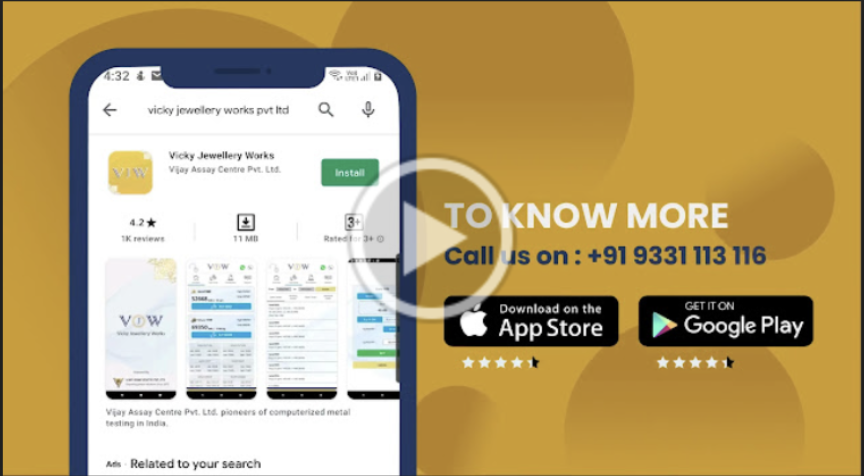 4:32
vicky jewellery works pvt ltd
VJW
Vicky Jewellery Works
Vijay Assay Centre Pvt. Ltd.
Install
4.2★
1K reviews
11 MB
3+
Rated for 3+
VJW
Vicky Jewellery Works
VJW
VJW
Vijay Assay Centre Pvt. Ltd. pioneers of computerized metal
testing in India.
Ads · Related to your search
TO KNOW MORE
Call us on : +91 9331 113 116
Download on the
App Store
GET IT ON
Google Play